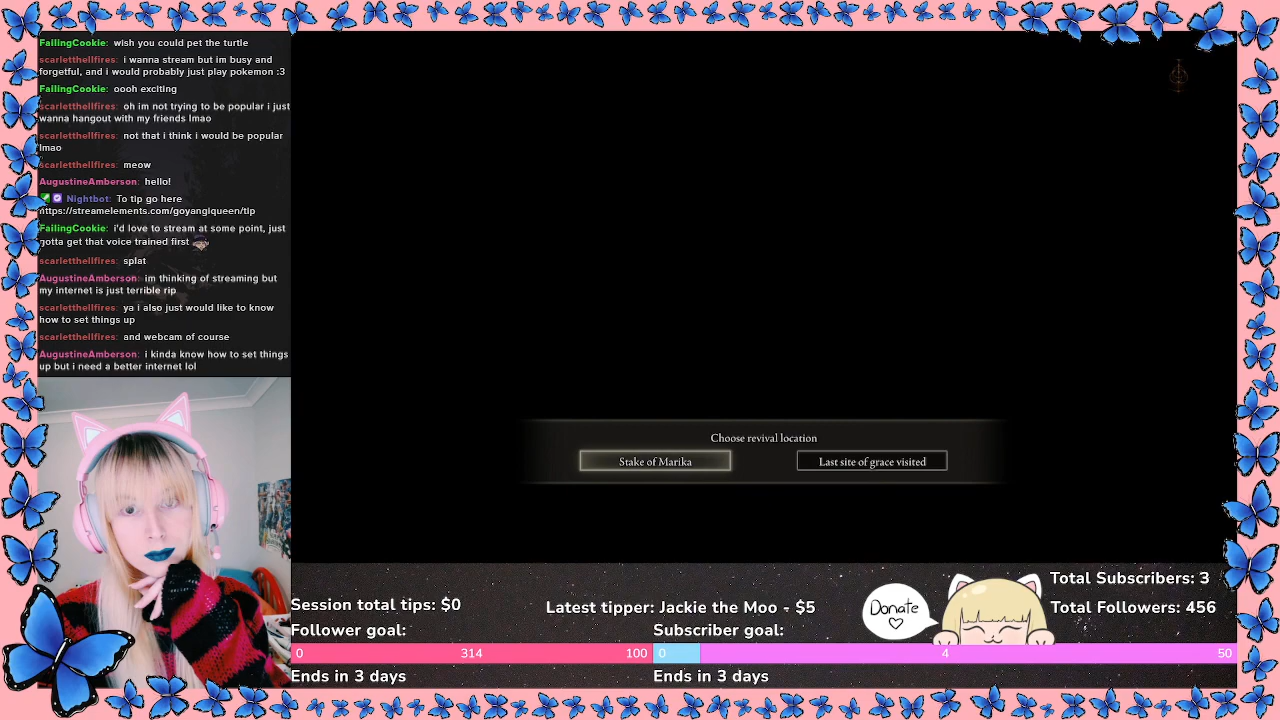 FailingCookie: wish you could pet the turtle
scarletthellfires: i wanna stream but im busy and
forgetful, and i would probably just play pokemon :3
FailingCookie: oooh exciting
scarletthellfires: oh im not trying to be popular i just
wanna hangout with my friends lmao
scarletthellfires: not that i think i would be popular
lmao
scarletthellfires: meow
AugustineAmberson: hello!
Nightbot: To tip go here
https://streamelements.com/goyangiqueen/tip
FailingCookie: i'd love to stream at some point, just
gotta get that voice trained first
scarletthellfires: splat
AugustineAmberson: im thinking of streaming but
my internet is just terrible rip
scarletthellfires: ya i also just would like to know
how to set things up
scarletthellfires: and webcam of course
AugustineAmberson: i kinda know how to set things
up but i need a better internet lol
Choose revival location
Stake of Marika
Last site of grace visited
Session total tips: $0
Latest tipper: Jackie the Moo - $5
Donate
Total Subscribers: 3
Total Followers: 456
Follower goal:
0 314 100
Ends in 3 days
Subscriber goal:
0 4 50
Ends in 3 days